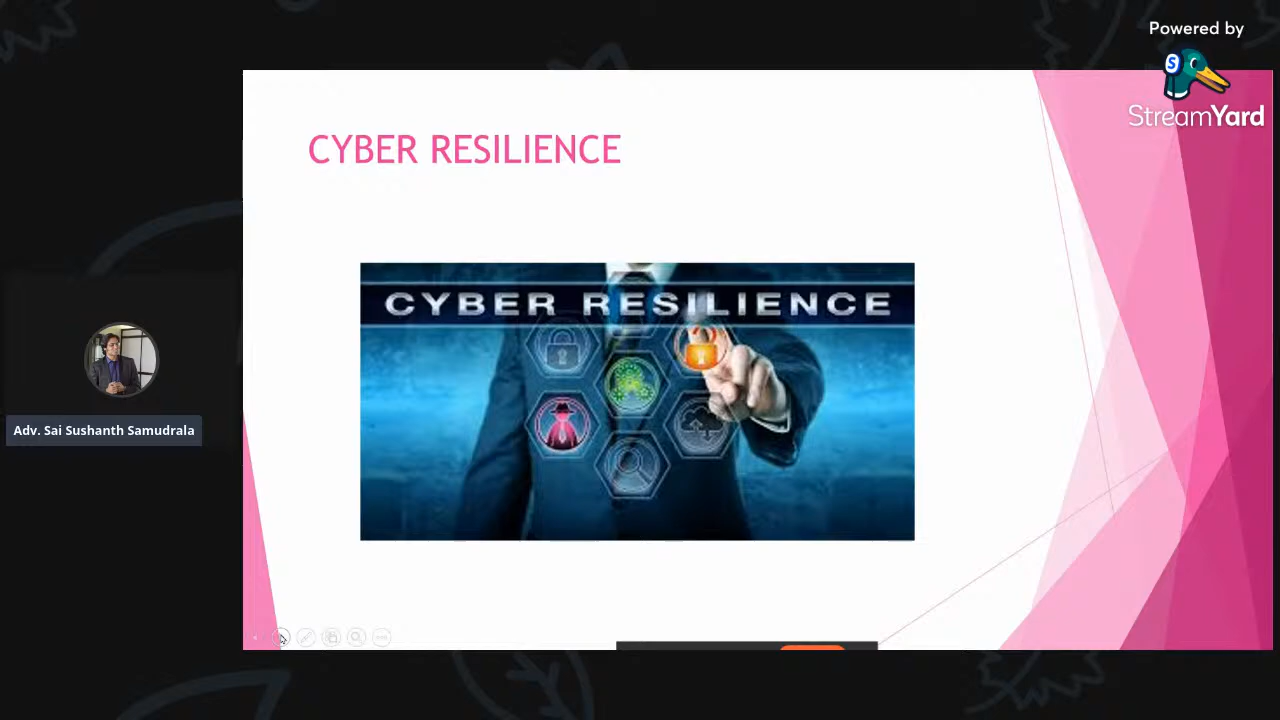 Powered by
StreamYard
CYBER RESILIENCE
CYBER RESILIENCE
Adv. Sai Sushanth Samudrala